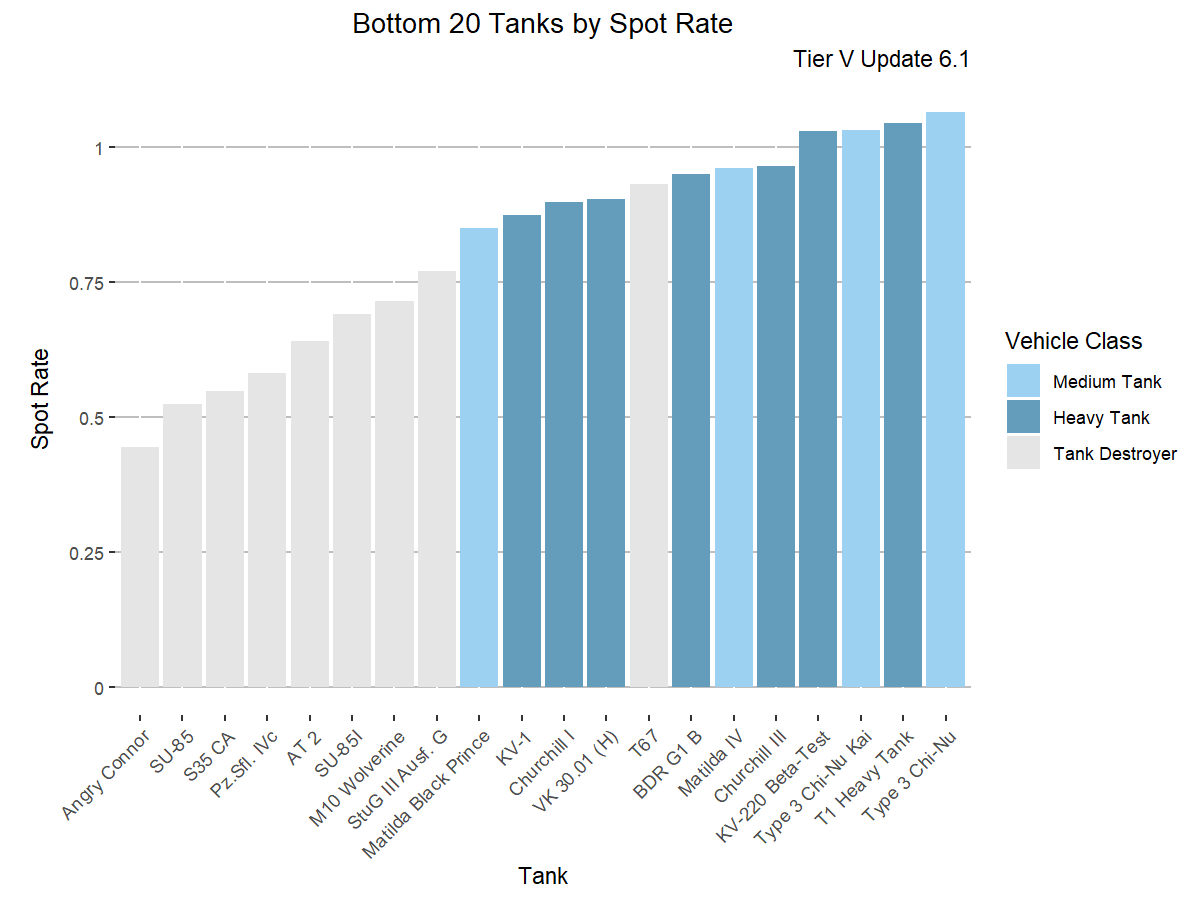 Bottom 20 Tanks by Spot Rate
Tier V Update 6.1
1
0.75
0.5
0.25
0
Spot Rate
Angry Connor
SU-85
S35 CA
Pz.Sfl. IVc
AT 2
SU-85I
M10 Wolverine
StuG III Ausf. G
Matilda Black Prince
KV-1
Churchill I
VK 30.01 (H)
T67
BDR G1 B
Matilda IV
Churchill III
KV-220 Beta-Test
Type 3 Chi-Nu Kai
T1 Heavy Tank
Type 3 Chi-Nu
Tank
Vehicle Class
Medium Tank
Heavy Tank
Tank Destroyer